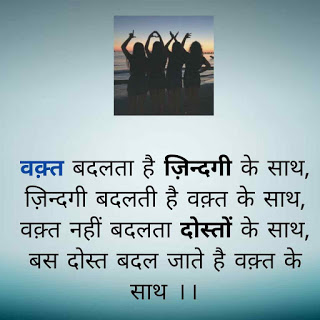 वक़्त बदलता है ज़िन्दगी के साथ,
ज़िन्दगी बदलती है वक़्त के साथ,
वक़्त नहीं बदलता दोस्तों के साथ,
बस दोस्त बदल जाते है वक़्त के
साथ ।।